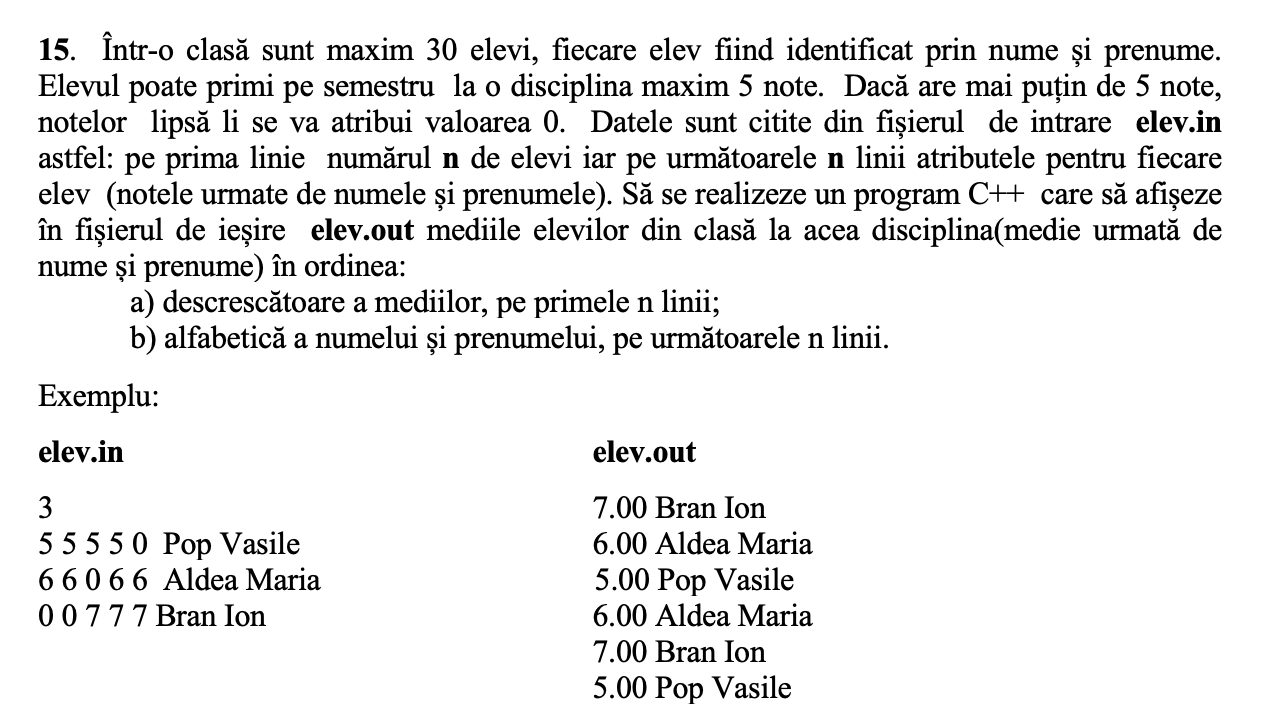 15. Într-o clasă sunt maxim 30 elevi, fiecare elev fiind identificat prin nume și prenume.
Elevul poate primi pe semestru la o disciplina maxim 5 note. Dacă are mai puțin de 5 note,
notelor lipsă li se va atribui valoarea 0. Datele sunt citite din fișierul de intrare elev.in
astfel: pe prima linie numărul n de elevi iar pe următoarele n linii atributele pentru fiecare
elev (notele urmate de numele și prenumele). Să se realizeze un program C++ care să afișeze
în fișierul de ieșire elev.out mediile elevilor din clasă la acea disciplina(medie urmată de
nume și prenume) în ordinea:
a) descrescătoare a mediilor, pe primele n linii;
b) alfabetică a numelui și prenumelui, pe următoarele n linii.
Exemplu:
elev.in
3
5 5 5 5 0 Pop Vasile
6 6 0 6 6 Aldea Maria
0 0 7 7 7 Bran Ion
elev.out
7.00 Bran Ion
6.00 Aldea Maria
5.00 Pop Vasile
6.00 Aldea Maria
7.00 Bran Ion
5.00 Pop Vasile